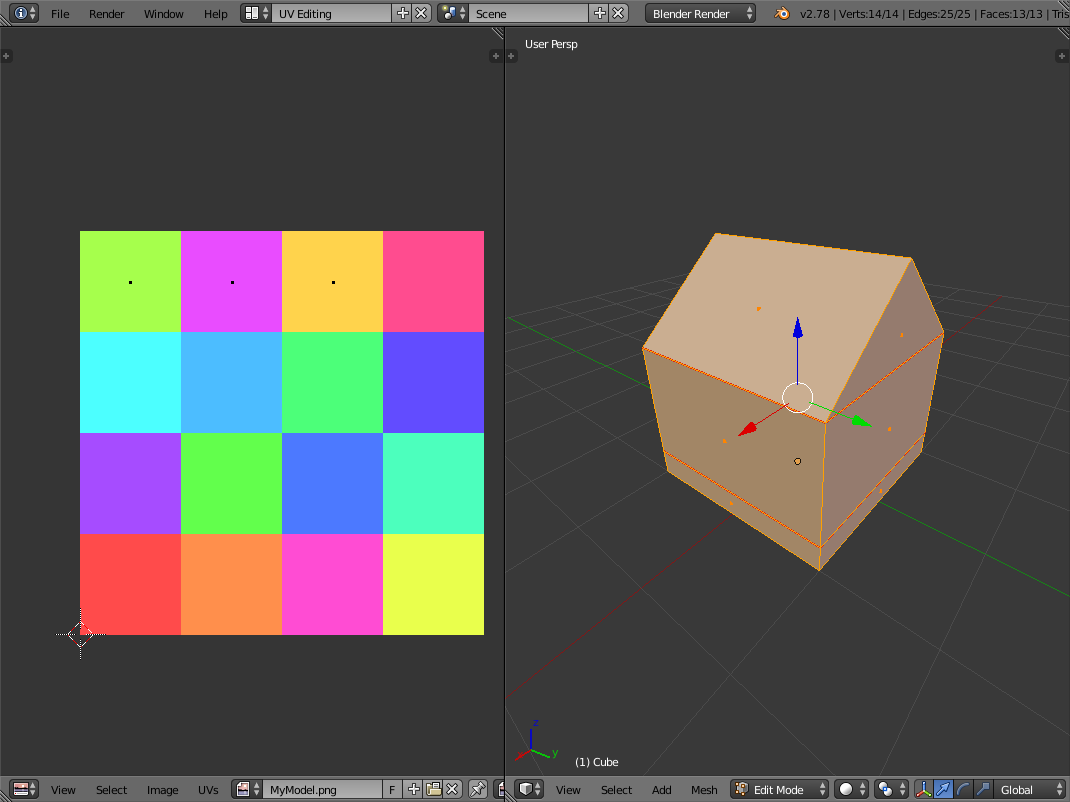 File Render Window Help UV Editing Scene Blender Render v2.78 | Verts:14/14 | Edges:25/25 | Faces:13/13 | Tris
User Persp
z
y
(1) Cube
View Select Image UVs MyModel.png F View Select Add Mesh Edit Mode Global